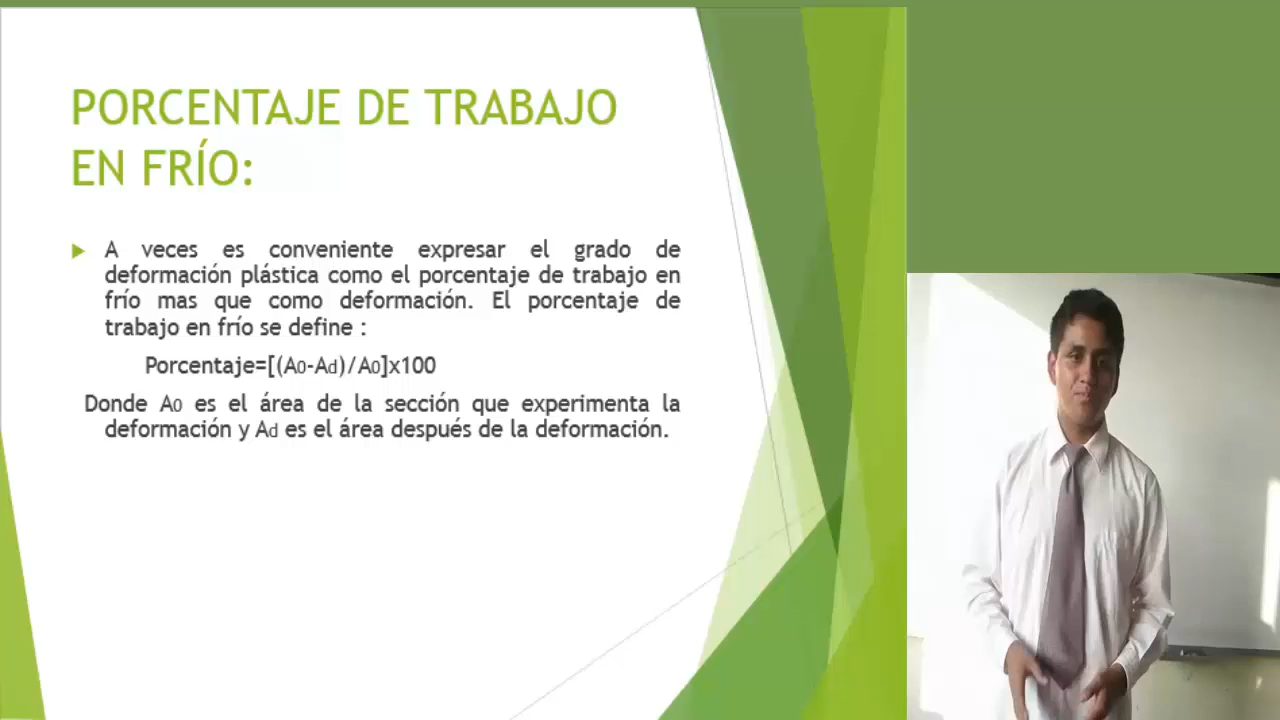 PORCENTAJE DE TRABAJO
EN FRÍO:
A veces es conveniente expresar el grado de
deformación plástica como el porcentaje de trabajo en
frío mas que como deformación. El porcentaje de
trabajo en frío se define :
Porcentaje=[(A0-Ad)/A0]x100
Donde A0 es el área de la sección que experimenta la
deformación y Ad es el área después de la deformación.